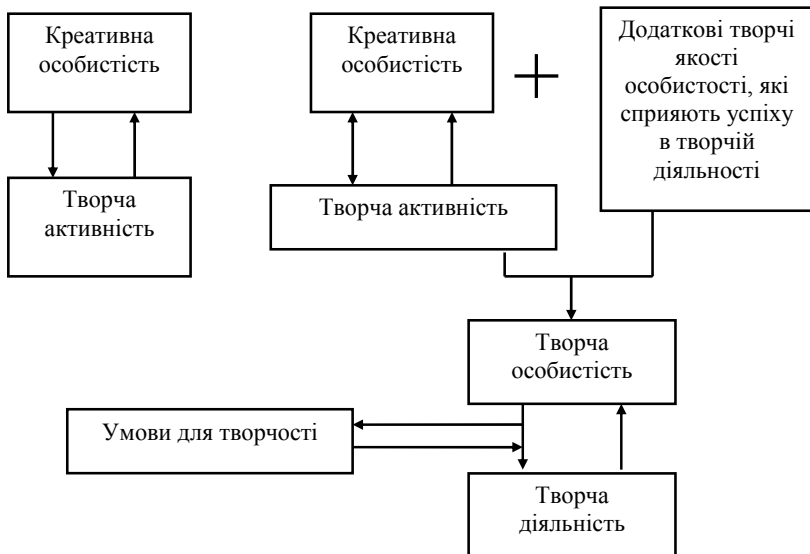 Креативна
особистість
Творча
активність
Креативна
особистість
+
Додаткові творчі
якості
особистості, які
сприяють успіху
в творчій
діяльності
Творча активність
Творча
особистість
Умови для творчості
Творча
діяльність